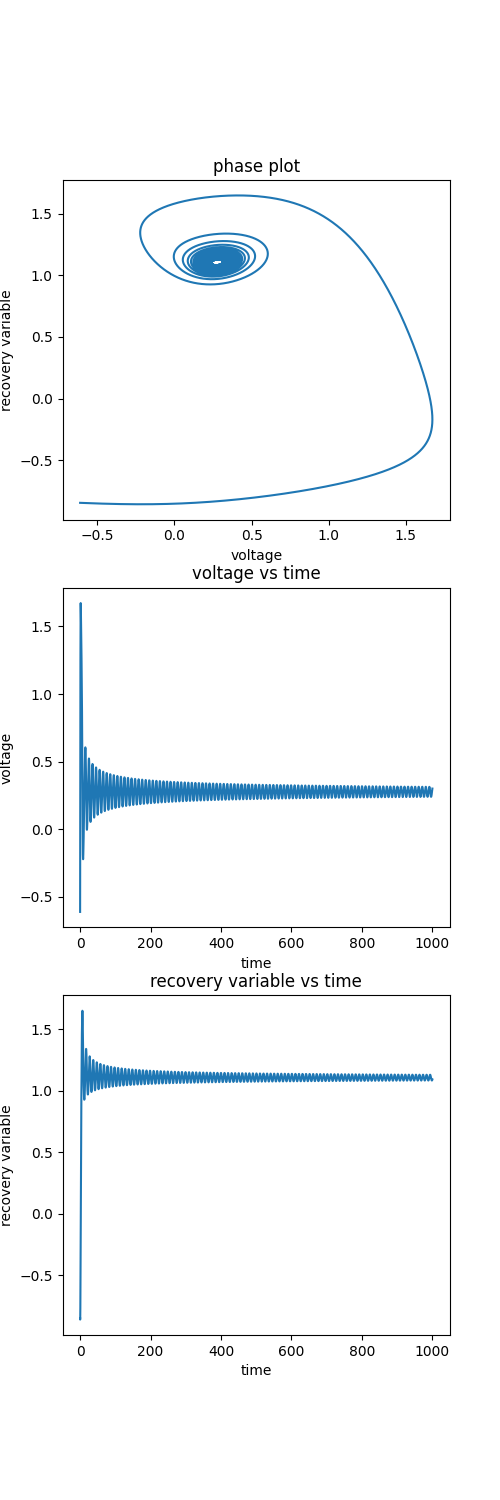 phase plot
1.5
1.0
0.5
0.0
−0.5
recovery variable
−0.5 0.0 0.5 1.0 1.5
voltage
voltage vs time
1.5
1.0
0.5
0.0
−0.5
voltage
0 200 400 600 800 1000
time
recovery variable vs time
1.5
1.0
0.5
0.0
−0.5
recovery variable
0 200 400 600 800 1000
time